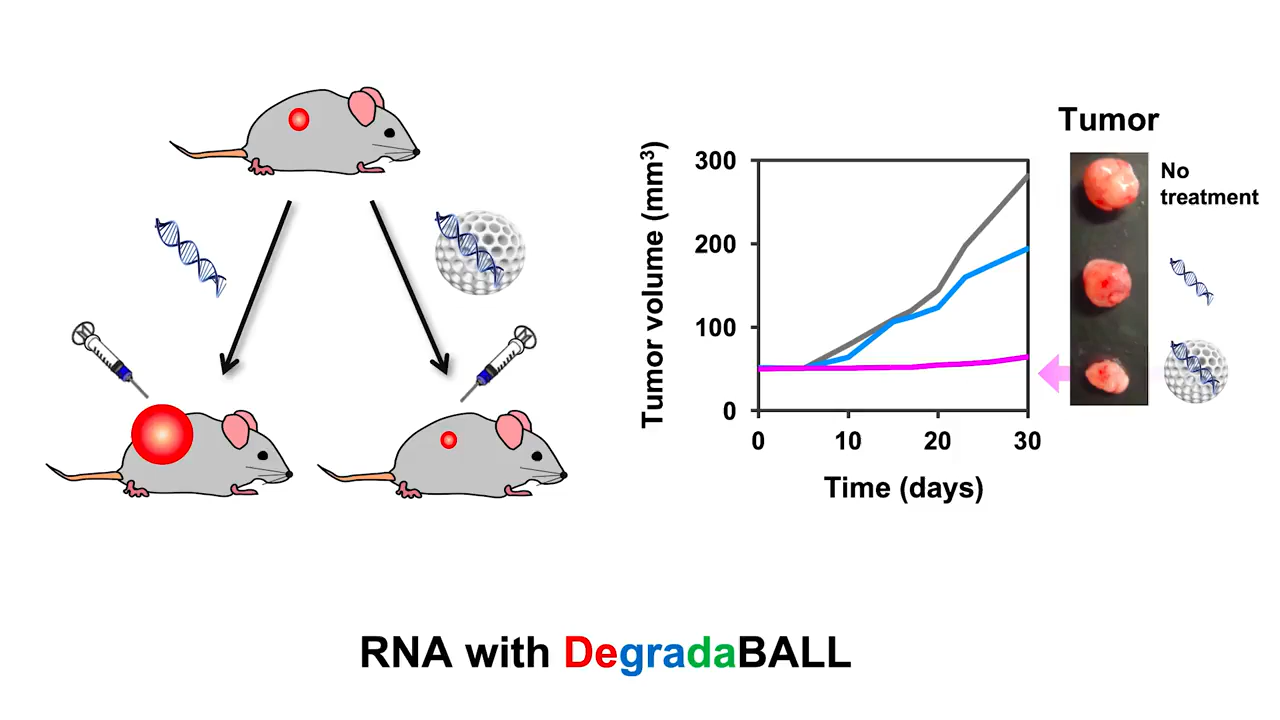 Tumor
No
treatment
Tumor volume (mm³)
300
200
100
0
0 10 20 30
Time (days)
RNA with DegradaBALL